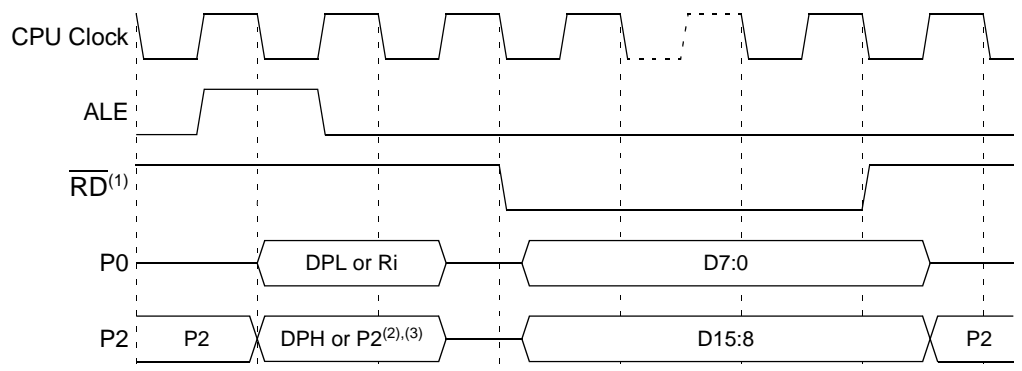 CPU Clock
ALE
RD(1)
P0 DPL or Ri D7:0
P2 P2 DPH or P2(2),(3) D15:8 P2